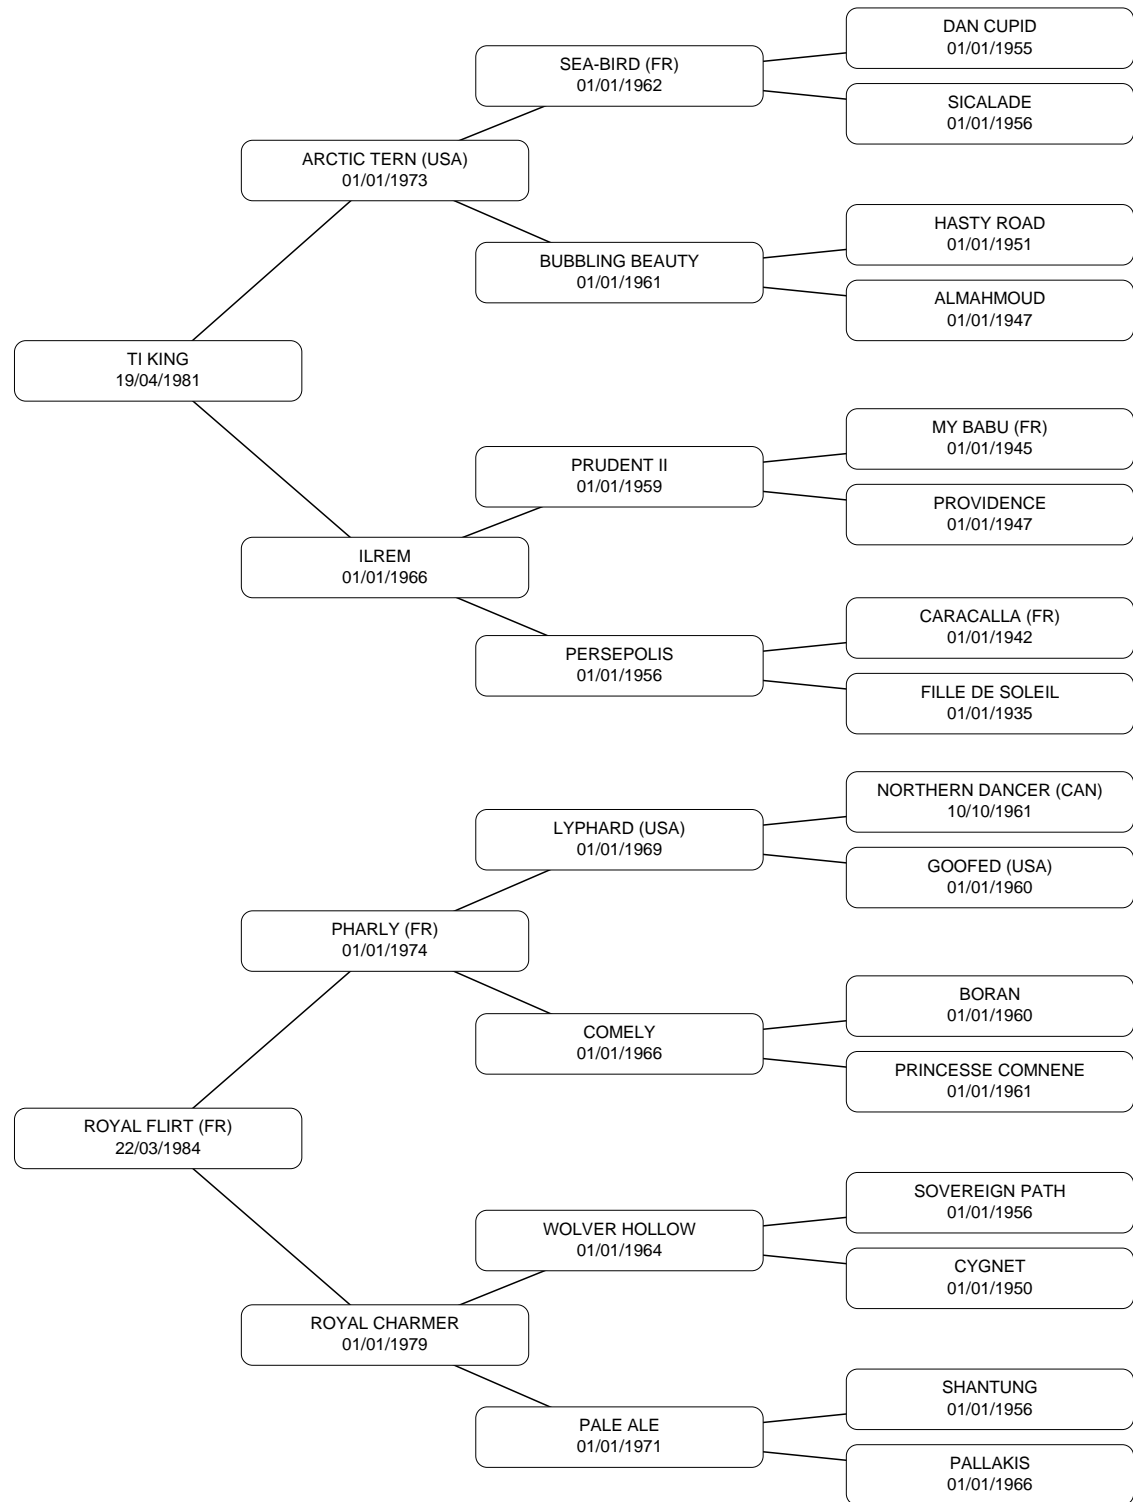 DAN CUPID
01/01/1955
SEA-BIRD (FR)
01/01/1962
SICALADE
01/01/1956
ARCTIC TERN (USA)
01/01/1973
HASTY ROAD
01/01/1951
BUBBLING BEAUTY
01/01/1961
ALMAHMOUD
01/01/1947
TI KING
19/04/1981
MY BABU (FR)
01/01/1945
PRUDENT II
01/01/1959
PROVIDENCE
01/01/1947
ILREM
01/01/1966
CARACALLA (FR)
01/01/1942
PERSEPOLIS
01/01/1956
FILLE DE SOLEIL
01/01/1935
NORTHERN DANCER (CAN)
10/10/1961
LYPHARD (USA)
01/01/1969
GOOFED (USA)
01/01/1960
PHARLY (FR)
01/01/1974
BORAN
01/01/1960
COMELY
01/01/1966
PRINCESSE COMNENE
01/01/1961
ROYAL FLIRT (FR)
22/03/1984
SOVEREIGN PATH
01/01/1956
WOLVER HOLLOW
01/01/1964
CYGNET
01/01/1950
ROYAL CHARMER
01/01/1979
SHANTUNG
01/01/1956
PALE ALE
01/01/1971
PALLAKIS
01/01/1966